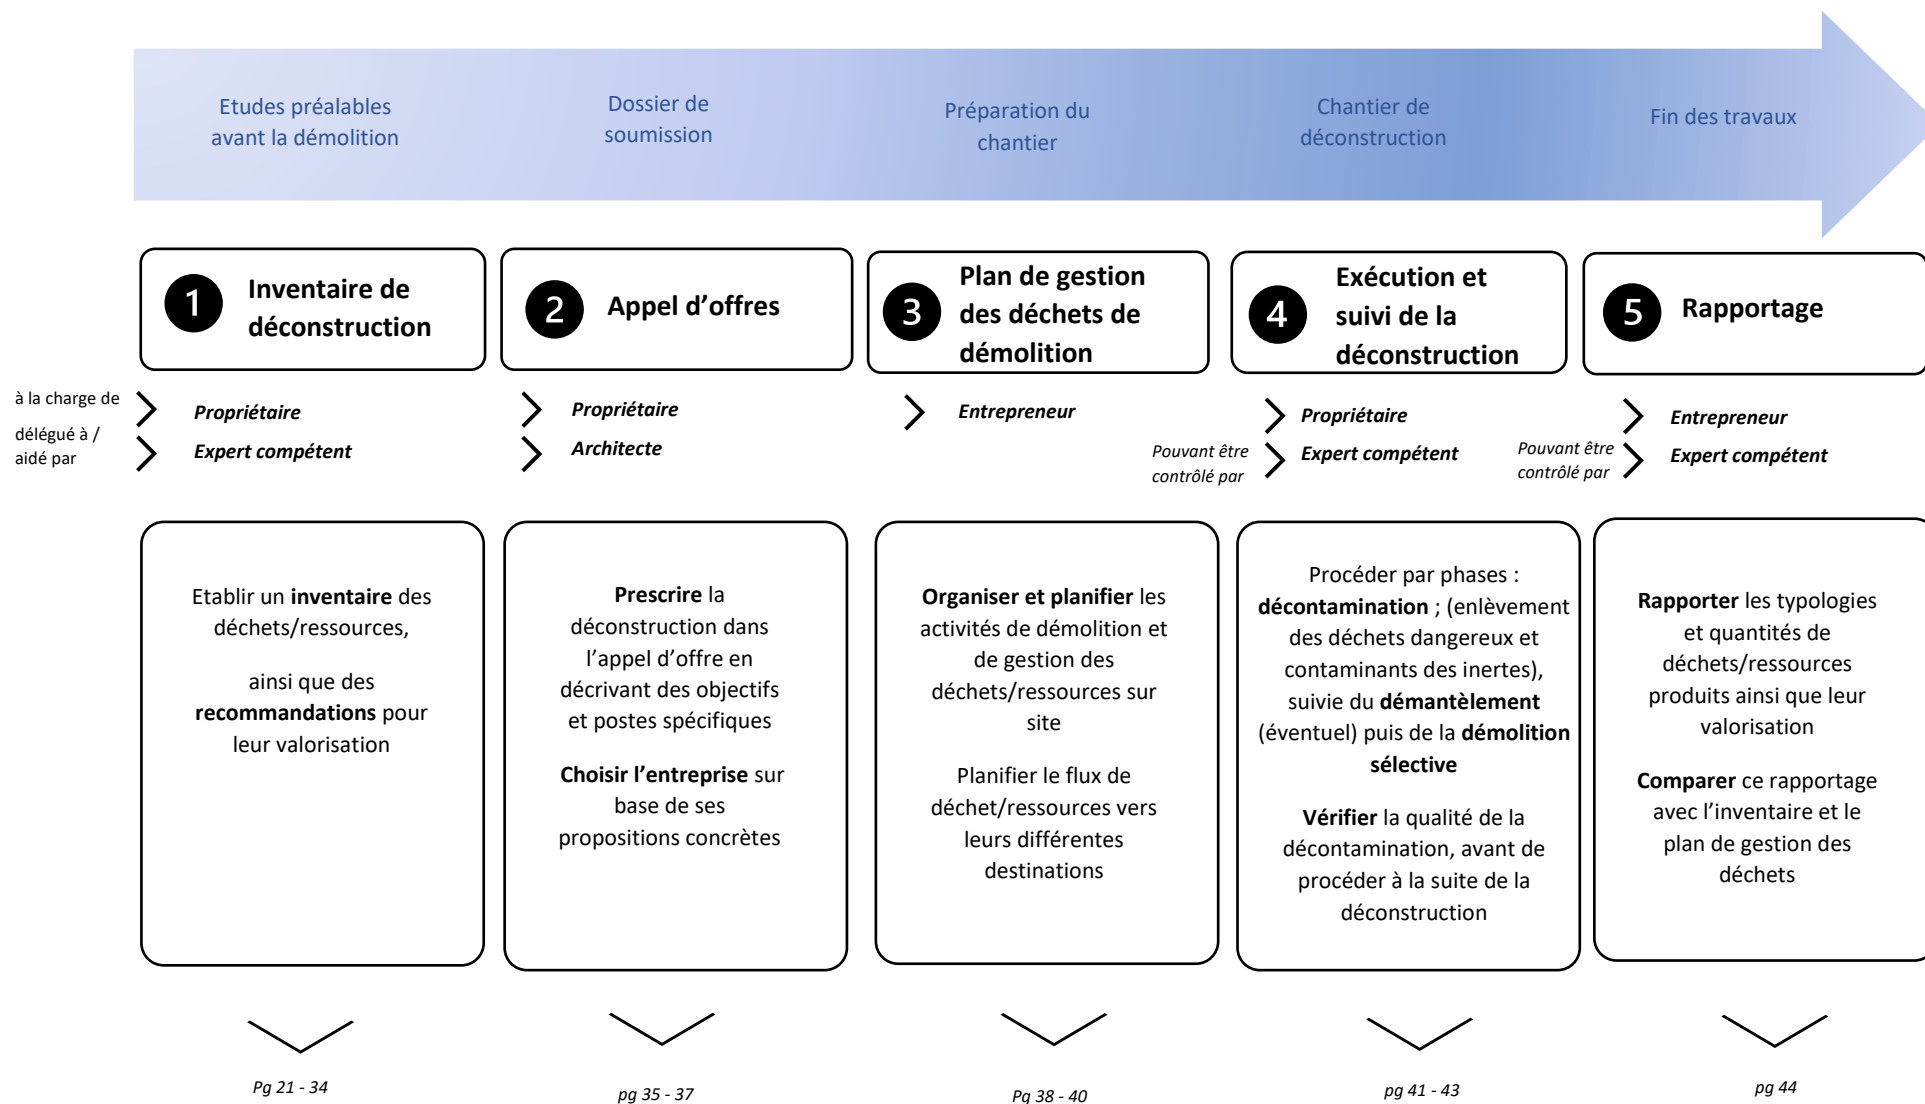 Etudes préalables
avant la démolition
Dossier de
soumission
Préparation du
chantier
Chantier de
déconstruction
Fin des travaux
1
Inventaire de
déconstruction
2
Appel d’offres
3
Plan de gestion
des déchets de
démolition
4
Exécution et
suivi de la
déconstruction
5
Rapportage
à la charge de
délégué à /
aidé par
Propriétaire
Expert compétent
Propriétaire
Architecte
Entrepreneur
Pouvant être
contrôlé par
Propriétaire
Expert compétent
Pouvant être
contrôlé par
Entrepreneur
Expert compétent
Etablir un inventaire des
déchets/ressources,
ainsi que des
recommandations pour
leur valorisation
Prescrire la
déconstruction dans
l’appel d’offre en
décrivant des objectifs
et postes spécifiques
Choisir l’entreprise sur
base de ses
propositions concrètes
Organiser et planifier les
activités de démolition et
de gestion des
déchets/ressources sur
site
Planifier le flux de
déchet/ressources vers
leurs différentes
destinations
Procéder par phases :
décontamination ; (enlèvement
des déchets dangereux et
contaminants des inertes),
suivie du démantèlement
(éventuel) puis de la démolition
sélective
Vérifier la qualité de la
décontamination, avant de
procéder à la suite de la
déconstruction
Rapporter les typologies
et quantités de
déchets/ressources
produits ainsi que leur
valorisation
Comparer ce rapportage
avec l’inventaire et le
plan de gestion des
déchets
Pg 21 - 34
pg 35 - 37
Pg 38 - 40
pg 41 - 43
pg 44